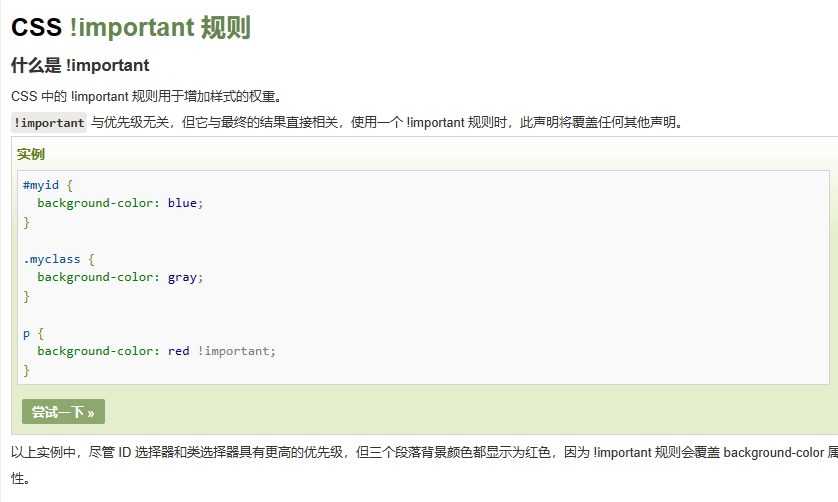 CSS !important 规则
什么是 !important
CSS 中的 !important 规则用于增加样式的权重。
!important 与优先级无关，但它与最终的结果直接相关，使用一个 !important 规则时，此声明将覆盖任何其他声明。
实例
#myid {
  background-color: blue;
}
.myclass {
  background-color: gray;
}
p {
  background-color: red !important;
}
尝试一下 »
以上实例中，尽管 ID 选择器和类选择器具有更高的优先级，但三个段落背景颜色都显示为红色，因为 !important 规则会覆盖 background-color 属
性。